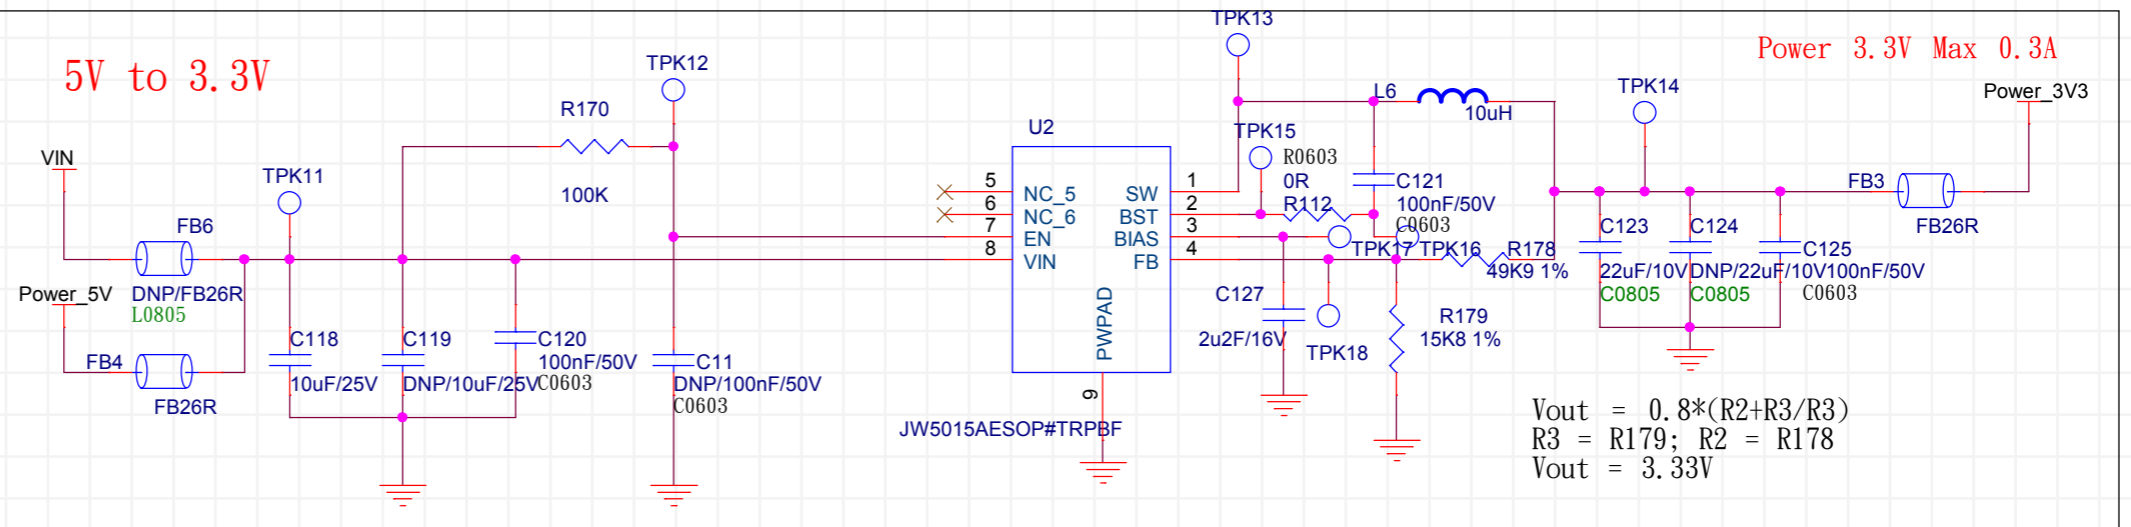 TPK13
5V to 3.3V
TPK12
Power 3.3V Max 0.3A
TPK14
L6
Power_3V3
R170
10uH
U2
TPK15
R0603
VIN
TPK11
100K
5
NC_5
SW
1
0R
C121
FB3
6
NC_6
BST
2
R112
100nF/50V
7
EN
BIAS
3
C0603
8
VIN
FB
4
TPK17
TPK16
R178
49K9 1%
FB6
C123
C124
C125
FB26R
Power_5V
DNP/FB26R
L0805
22uF/10V
DNP/22uF/10V
100nF/50V
C0805
C0805
C0603
PWPAD
C127
2u2F/16V
TPK18
R179
15K8 1%
C118
C119
C120
100nF/50V
C0603
FB4
10uF/25V
DNP/10uF/25V
C11
DNP/100nF/50V
C0603
FB26R
9
JW5015AESOP#TRPBF
Vout = 0.8*(R2+R3/R3)
R3 = R179; R2 = R178
Vout = 3.33V